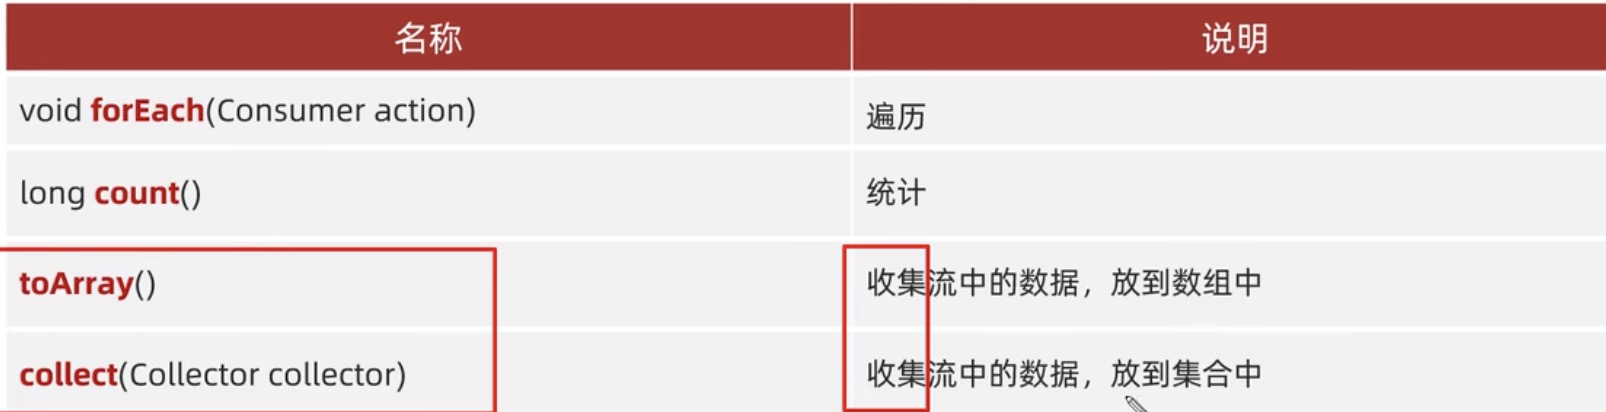 名称 说明
void forEach(Consumer action) 遍历
long count() 统计
toArray() 收集流中的数据，放到数组中
collect(Collector collector) 收集流中的数据，放到集合中